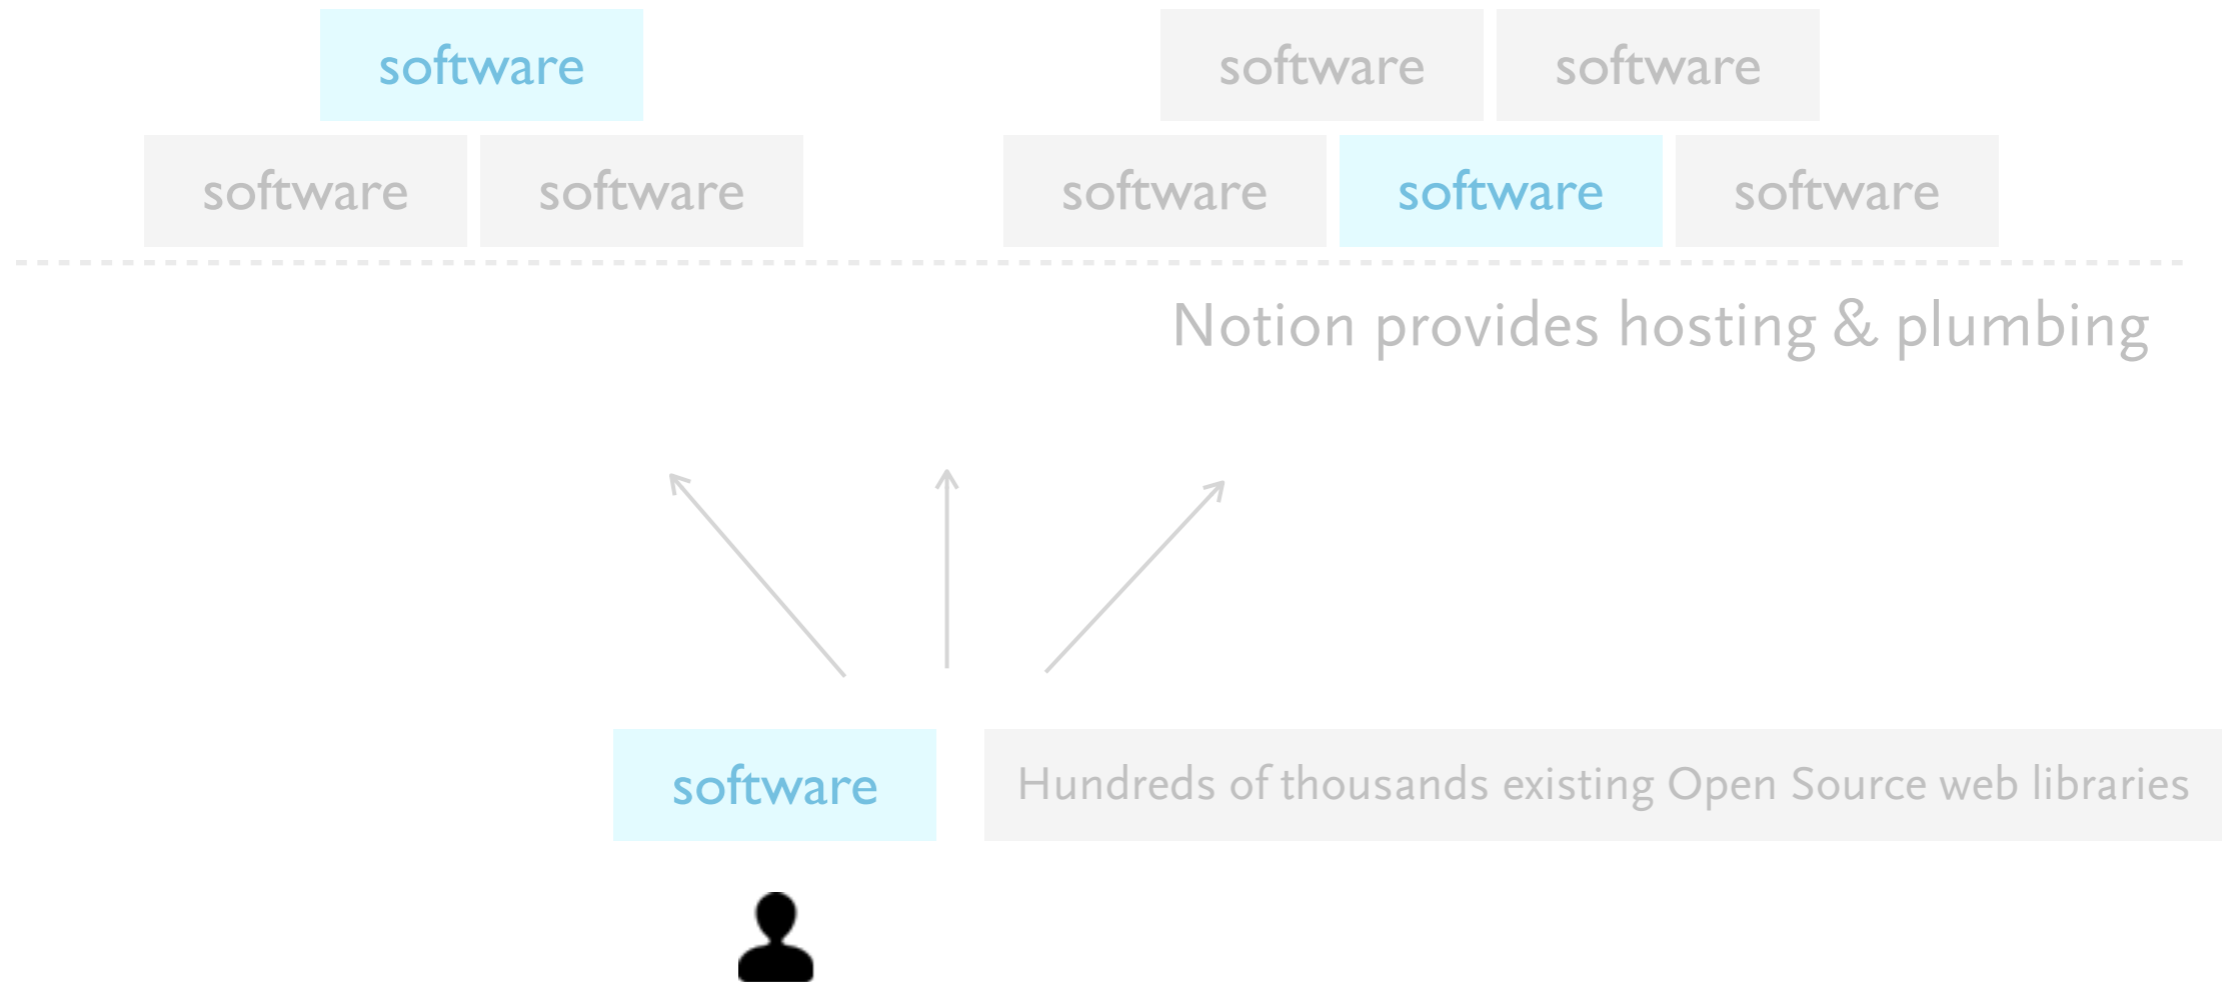 software
software
software
software
software
software
software
software
Notion provides hosting & plumbing
software
Hundreds of thousands existing Open Source web libraries